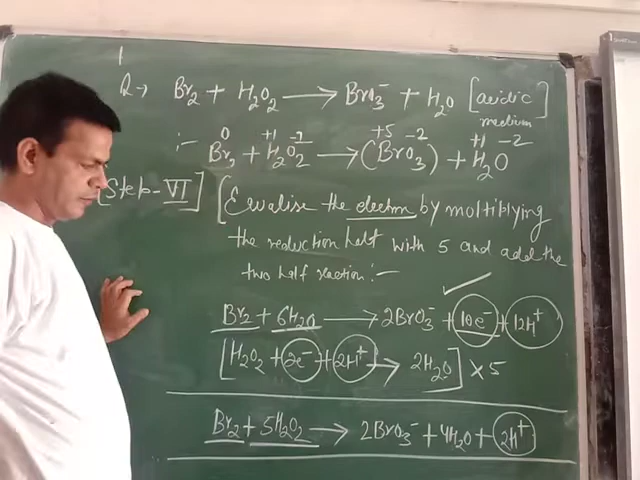 Q → Br₂ + H₂O₂ ⟶ BrO₃⁻ + H₂O [acidic medium]
0 +1 -1 +5 -2 +1 -2
:- Br₂ + H₂O₂ ⟶ (BrO₃⁻) + H₂O
[Step-VI] [Equalise the electron by moltiplying
the reduction half with 5 and add the
two half reaction:-
Br₂ + 6H₂O ⟶ 2BrO₃⁻ + 10e⁻ + 12H⁺
[H₂O₂ + 2e⁻ + 2H⁺ ⟶ 2H₂O] × 5
Br₂ + 5H₂O₂ ⟶ 2BrO₃⁻ + 4H₂O + 2H⁺